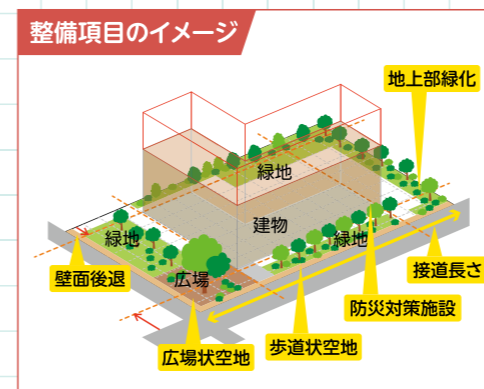 整備項目のイメージ
地上部緑化
緑地
建物
緑地
緑地
壁面後退
広場
接道長さ
防災対策施設
歩道状空地
広場状空地